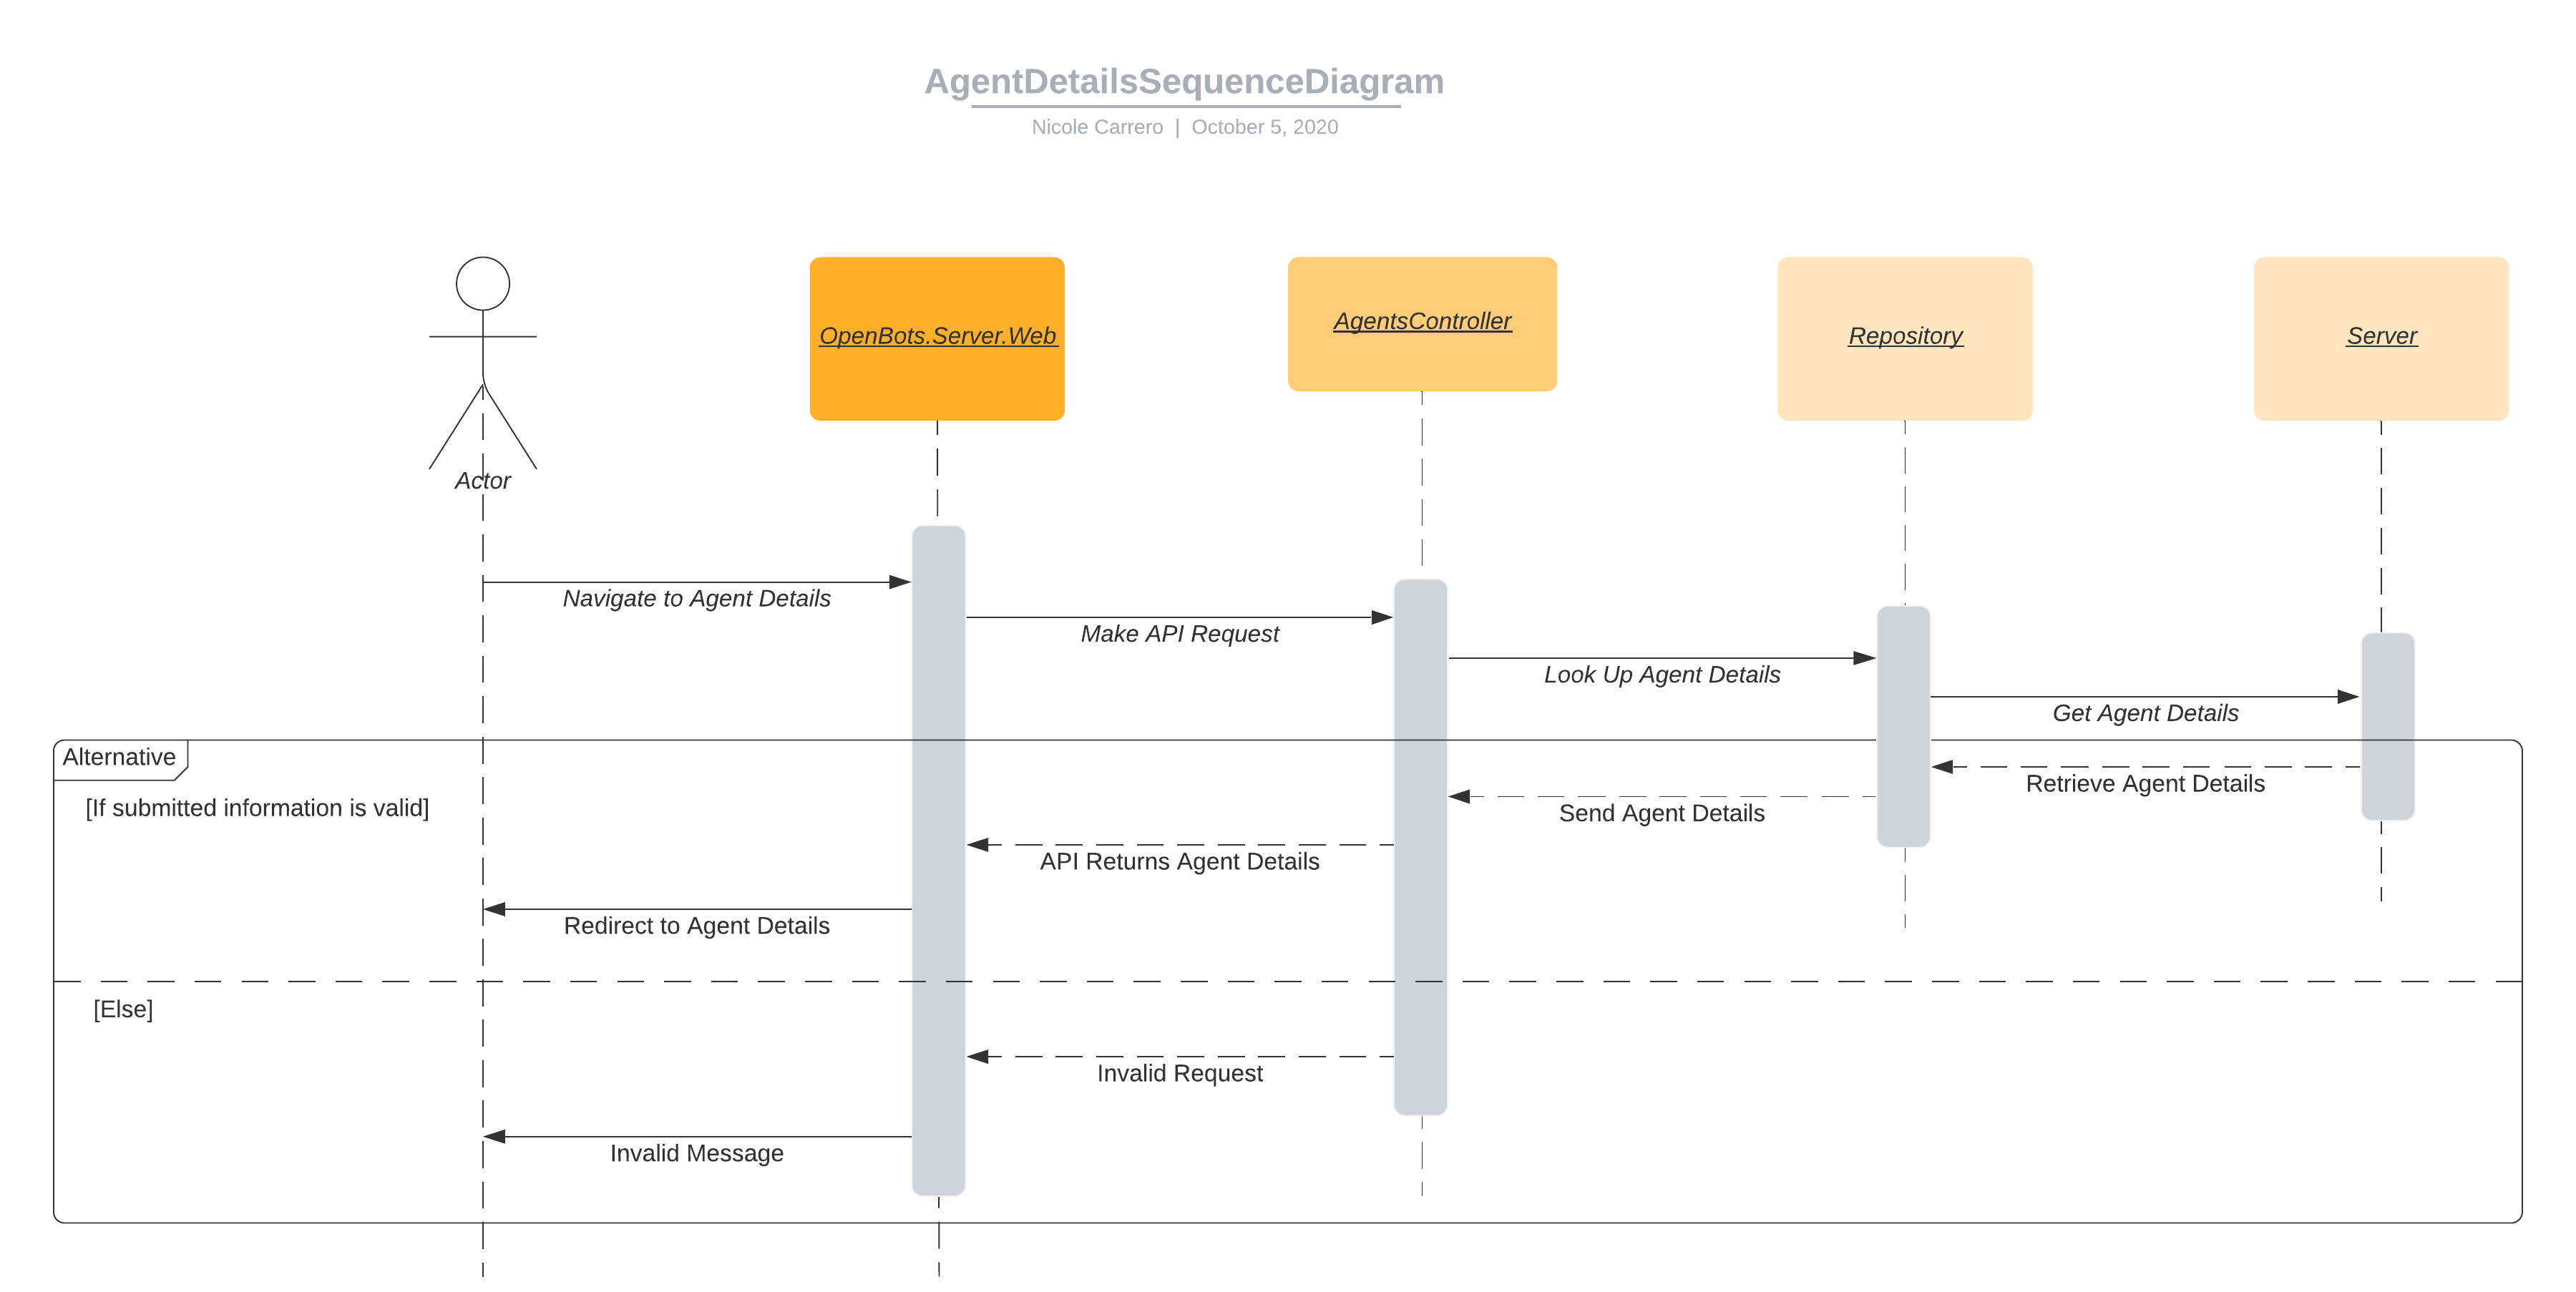 AgentDetailsSequenceDiagram
Nicole Carrero | October 5, 2020
Actor
OpenBots.Server.Web
AgentsController
Repository
Server
Navigate to Agent Details
Make API Request
Look Up Agent Details
Get Agent Details
Alternative
[If submitted information is valid]
Retrieve Agent Details
Send Agent Details
API Returns Agent Details
Redirect to Agent Details
[Else]
Invalid Request
Invalid Message